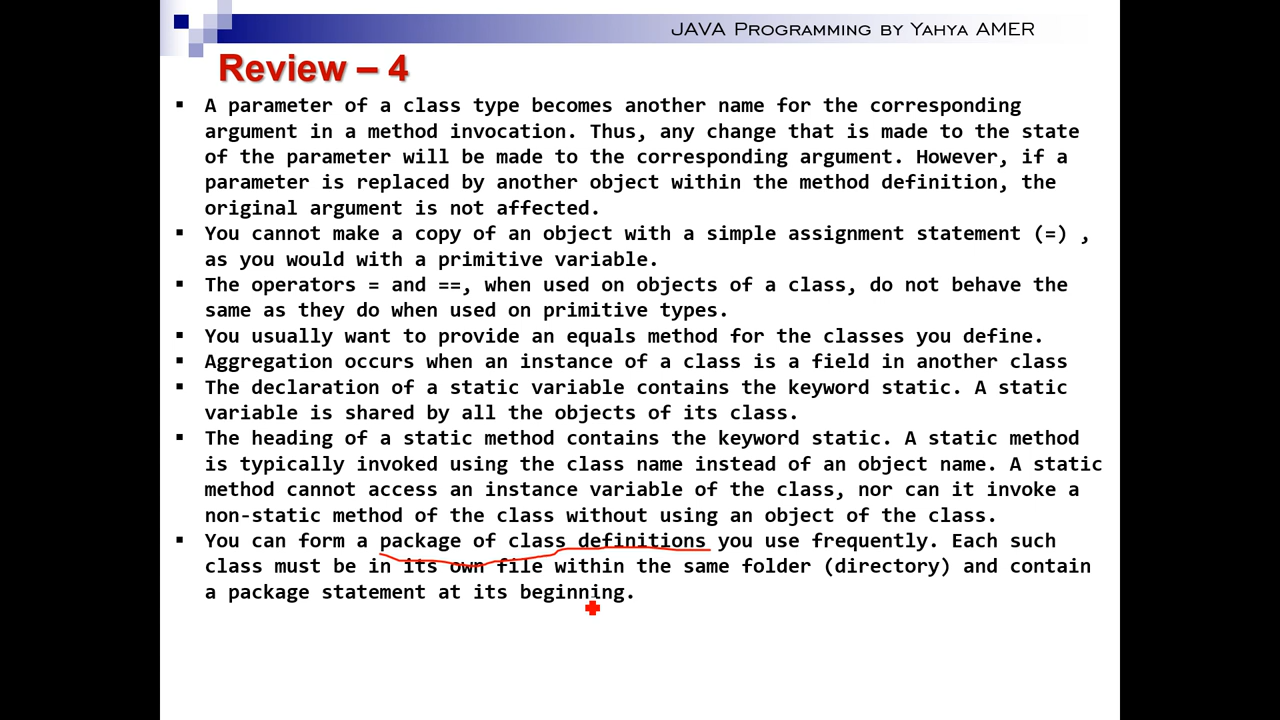 JAVA Programming by Yahya AMER
Review – 4
▪ A parameter of a class type becomes another name for the corresponding
argument in a method invocation. Thus, any change that is made to the state
of the parameter will be made to the corresponding argument. However, if a
parameter is replaced by another object within the method definition, the
original argument is not affected.
▪ You cannot make a copy of an object with a simple assignment statement (=) ,
as you would with a primitive variable.
▪ The operators = and ==, when used on objects of a class, do not behave the
same as they do when used on primitive types.
▪ You usually want to provide an equals method for the classes you define.
▪ Aggregation occurs when an instance of a class is a field in another class
▪ The declaration of a static variable contains the keyword static. A static
variable is shared by all the objects of its class.
▪ The heading of a static method contains the keyword static. A static method
is typically invoked using the class name instead of an object name. A static
method cannot access an instance variable of the class, nor can it invoke a
non-static method of the class without using an object of the class.
▪ You can form a package of class definitions you use frequently. Each such
class must be in its own file within the same folder (directory) and contain
a package statement at its beginning.